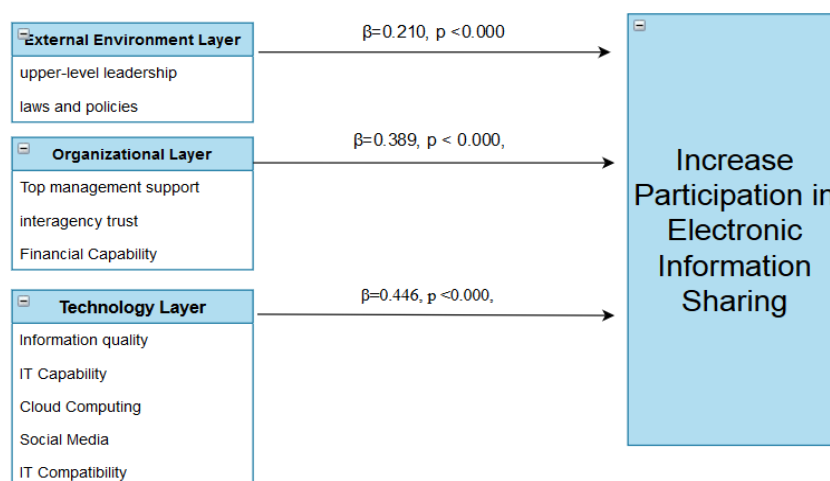 External Environment Layer
upper-level leadership
laws and policies
β=0.210, p <0.000
Organizational Layer
Top management support
interagency trust
Financial Capability
β=0.389, p < 0.000,
Technology Layer
Information quality
IT Capability
Cloud Computing
Social Media
IT Compatibility
β=0.446, p <0.000,
Increase
Participation in
Electronic
Information
Sharing